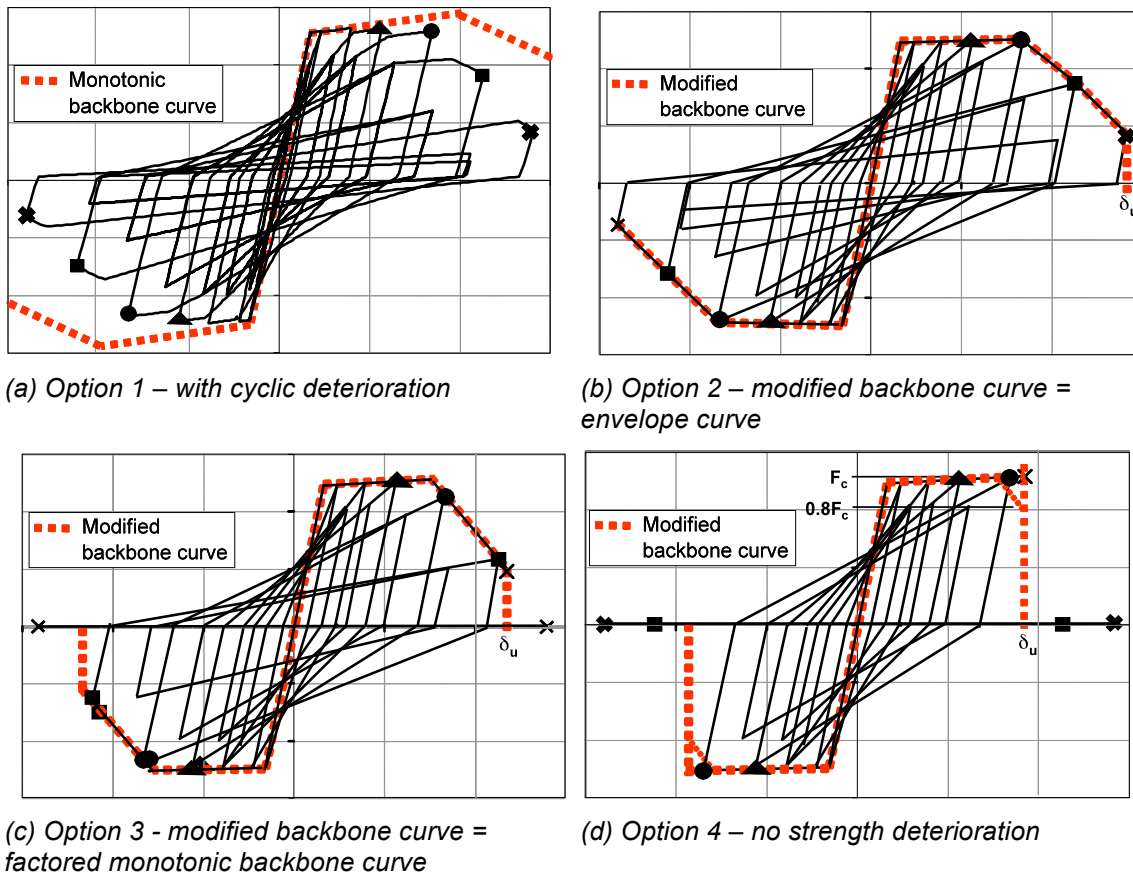 Monotonic
backbone curve
(a) Option 1 – with cyclic deterioration
Modified
backbone curve
δu
(b) Option 2 – modified backbone curve =
envelope curve
Modified
backbone curve
δu
(c) Option 3 - modified backbone curve =
factored monotonic backbone curve
Fc
0.8Fc
Modified
backbone curve
δu
(d) Option 4 – no strength deterioration